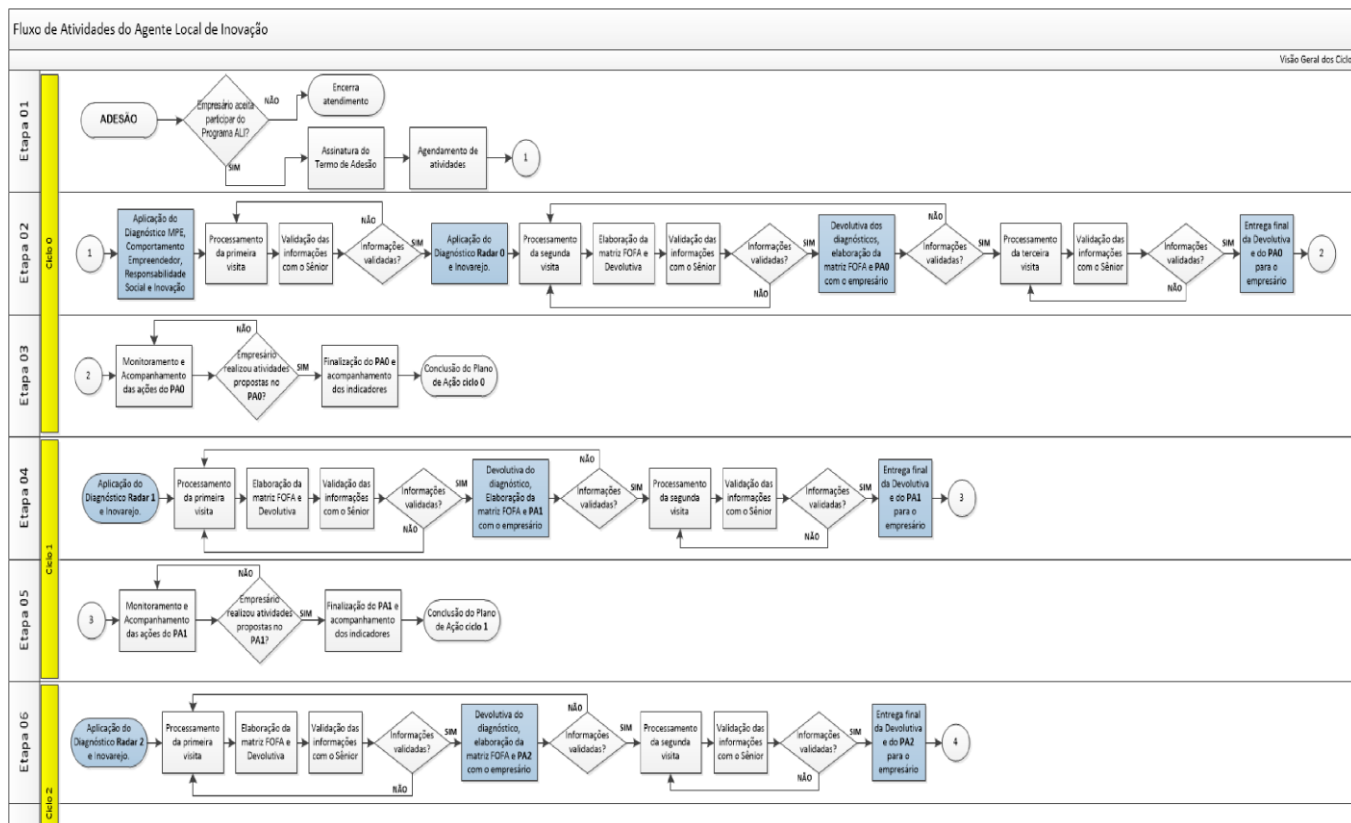 Fluxo de Atividades do Agente Local de Inovação
Visão Geral dos Ciclo
Etapa 01
Ciclo 0
ADESÃO
Empresário aceita
participar do
Programa ALI?
NÃO
Encerra
atendimento
SIM
Assinatura do
Termo de Adesão
Agendamento de
atividades
1
Etapa 02
1
Aplicação do
Diagnóstico MPE,
Comportamento
Empreendedor,
Responsabilidade
Social e Inovação
Processamento
da primeira
visita
Validação das
informações
com o Sênior
NÃO
Informações
validadas?
SIM
Aplicação do
Diagnóstico Radar 0
e Inovarejo.
Processamento
da segunda
visita
Elaboração da
matriz FOFA e
Devolutiva
Validação das
informações
com o Sênior
Informações
validadas?
SIM
NÃO
Devolutiva dos
diagnósticos,
elaboração da
matriz FOFA e PA0
com o empresário
NÃO
Informações
validadas?
SIM
Processamento
da terceira
visita
Validação das
informações
com o Sênior
Informações
validadas?
SIM
NÃO
Entrega final
da Devolutiva
e do PA0
para o
empresário
2
Etapa 03
2
Monitoramento e
Acompanhamento
das ações do PA0
NÃO
Empresário
realizou atividades
propostas no
PA0?
SIM
Finalização do PA0 e
acompanhamento
dos indicadores
Conclusão do Plano
de Ação ciclo 0
Etapa 04
Ciclo 1
Aplicação do
Diagnóstico Radar 1
e Inovarejo.
Processamento
da primeira
visita
Elaboração da
matriz FOFA e
Devolutiva
Validação das
informações
com o Sênior
Informações
validadas?
SIM
NÃO
Devolutiva do
diagnóstico,
Elaboração da
matriz FOFA e PA1
com o empresário
NÃO
Informações
validadas?
SIM
Processamento
da segunda
visita
Validação das
informações
com o Sênior
Informações
validadas?
SIM
NÃO
Entrega final
da Devolutiva
e do PA1
para o
empresário
3
Etapa 05
3
Monitoramento e
Acompanhamento
das ações do PA1
NÃO
Empresário
realizou atividades
propostas no
PA1?
SIM
Finalização do PA1 e
acompanhamento
dos indicadores
Conclusão do Plano
de Ação ciclo 1
Etapa 06
Ciclo 2
Aplicação do
Diagnóstico Radar 2
e Inovarejo.
Processamento
da primeira
visita
Elaboração da
matriz FOFA e
Devolutiva
Validação das
informações
com o Sênior
Informações
validadas?
SIM
NÃO
Devolutiva do
diagnóstico,
elaboração da
matriz FOFA e PA2
com o empresário
NÃO
Informações
validadas?
SIM
Processamento
da segunda
visita
Validação das
informações
com o Sênior
Informações
validadas?
SIM
NÃO
Entrega final
da Devolutiva
e do PA2
para o
empresário
4